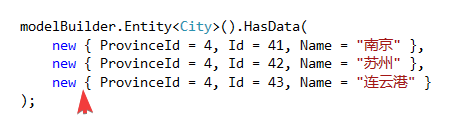 modelBuilder.Entity<City>().HasData(
    new { ProvinceId = 4, Id = 41, Name = "南京" },
    new { ProvinceId = 4, Id = 42, Name = "苏州" },
    new { ProvinceId = 4, Id = 43, Name = "连云港" }
);